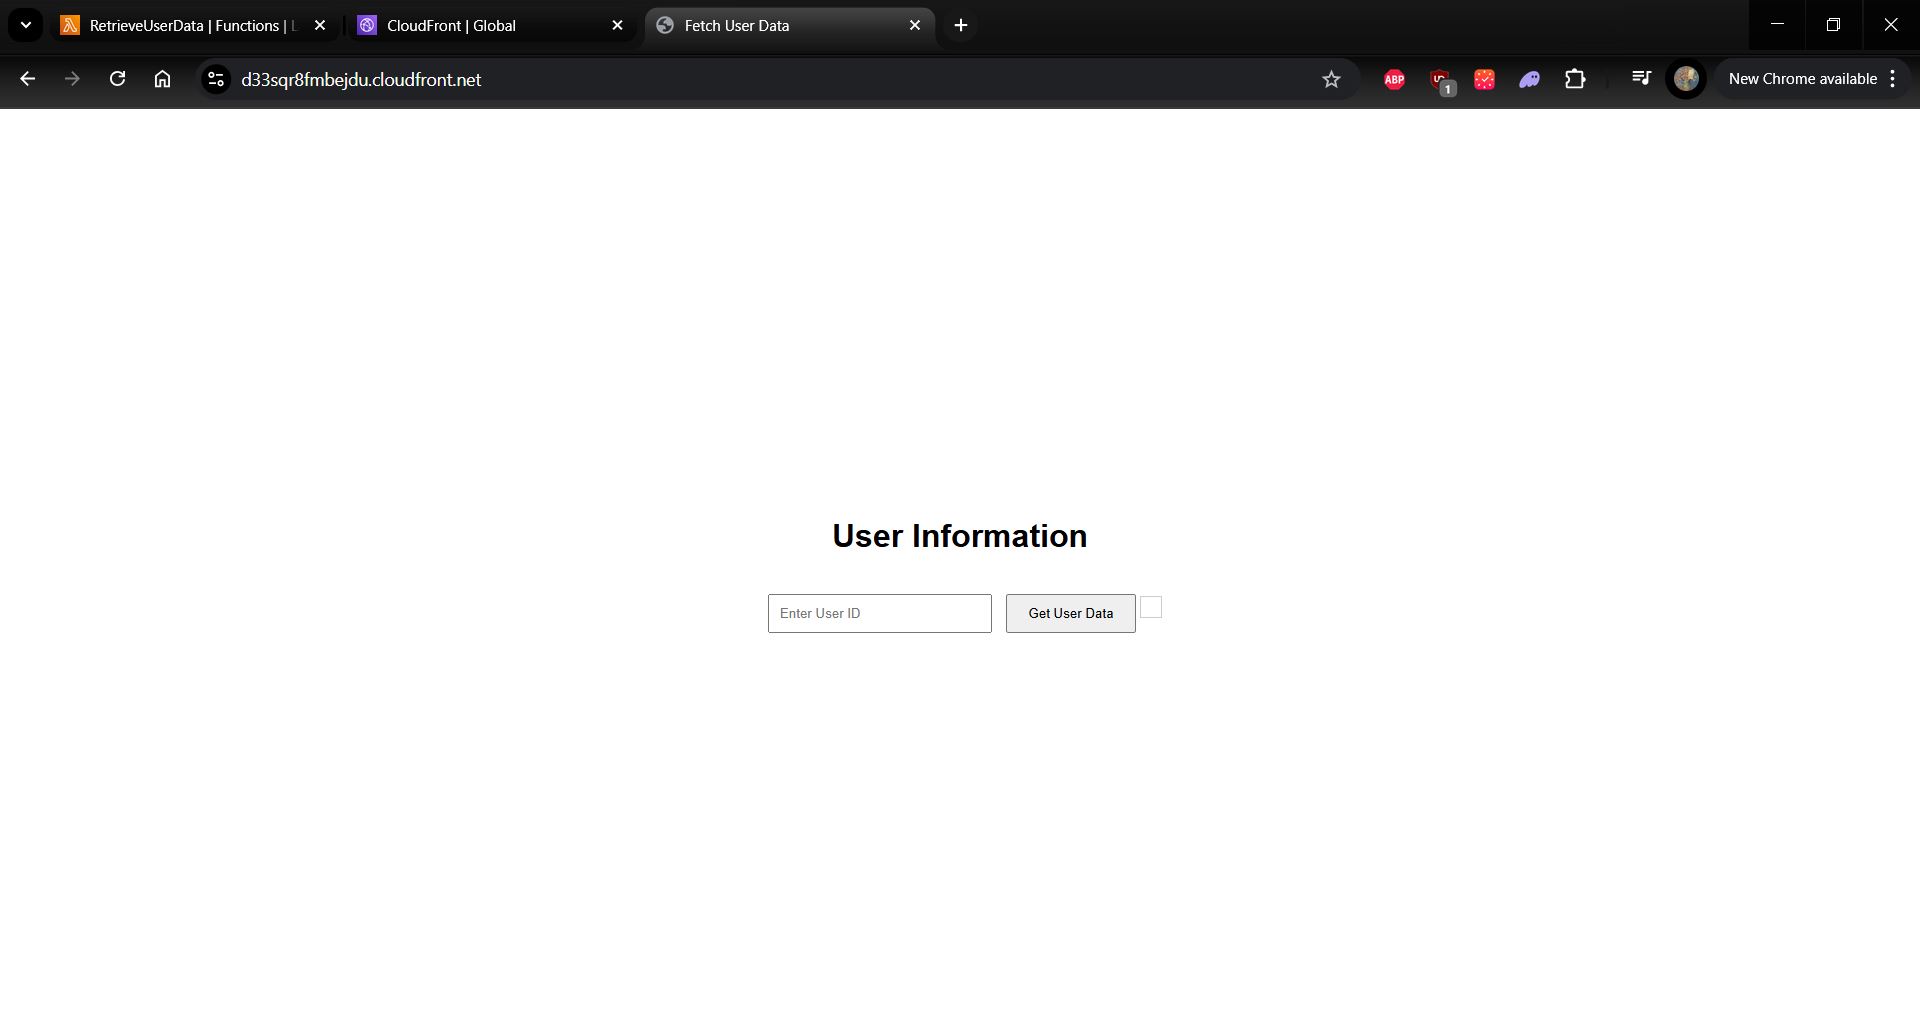 RetrieveUserData | Functions | L
CloudFront | Global
Fetch User Data
d33sqr8fmbejdu.cloudfront.net
ABP
1
New Chrome available
User Information
Enter User ID
Get User Data